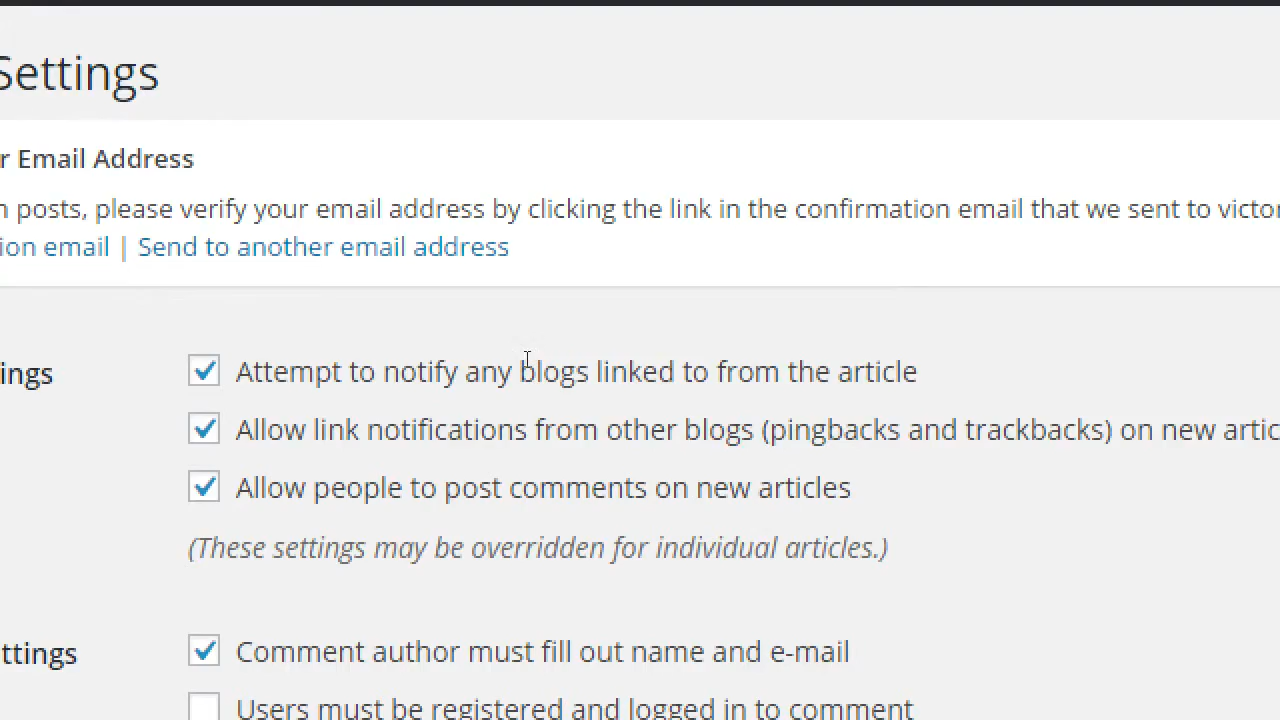 Settings
r Email Address
n posts, please verify your email address by clicking the link in the confirmation email that we sent to victor
ion email | Send to another email address
ings
Attempt to notify any blogs linked to from the article
Allow link notifications from other blogs (pingbacks and trackbacks) on new artic
Allow people to post comments on new articles
(These settings may be overridden for individual articles.)
ttings
Comment author must fill out name and e-mail
Users must be registered and logged in to comment